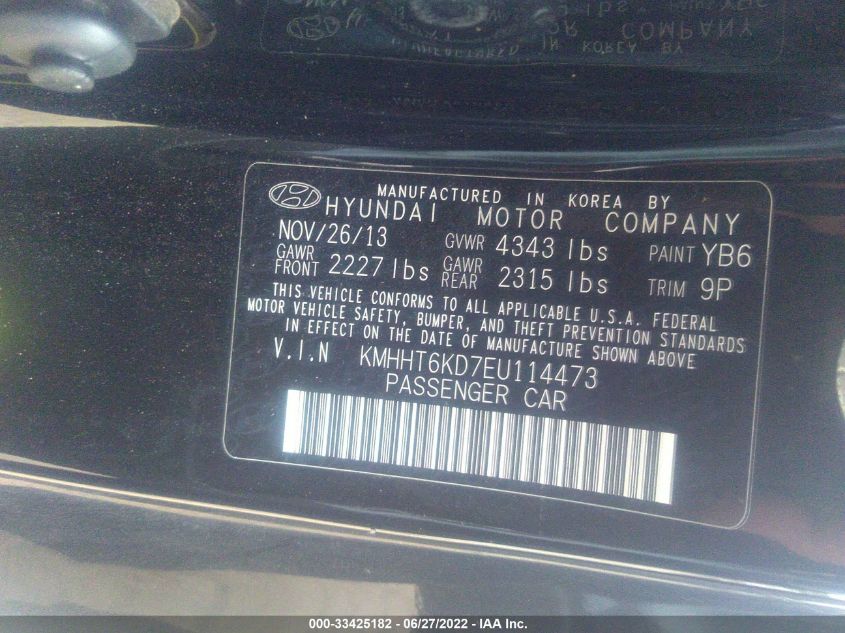 MANUFACTURED IN KOREA BY
HYUNDAI MOTOR COMPANY
NOV/26/13 GVWR 4343 lbs PAINT YB6
GAWR FRONT 2227 lbs GAWR REAR 2315 lbs TRIM 9P
THIS VEHICLE CONFORMS TO ALL APPLICABLE U.S.A. FEDERAL
MOTOR VEHICLE SAFETY, BUMPER, AND THEFT PREVENTION STANDARDS
IN EFFECT ON THE DATE OF MANUFACTURE SHOWN ABOVE
V.I.N KMHHT6KD7EU114473
PASSENGER CAR
000-33425182 - 06/27/2022 - IAA Inc.